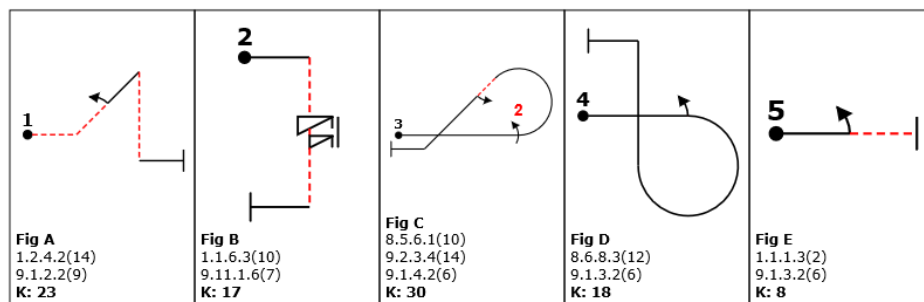 1
Fig A
1.2.4.2(14)
9.1.2.2(9)
K: 23
2
Fig B
1.1.6.3(10)
9.11.1.6(7)
K: 17
3
2
Fig C
8.5.6.1(10)
9.2.3.4(14)
9.1.4.2(6)
K: 30
4
Fig D
8.6.8.3(12)
9.1.3.2(6)
K: 18
5
Fig E
1.1.1.3(2)
9.1.3.2(6)
K: 8